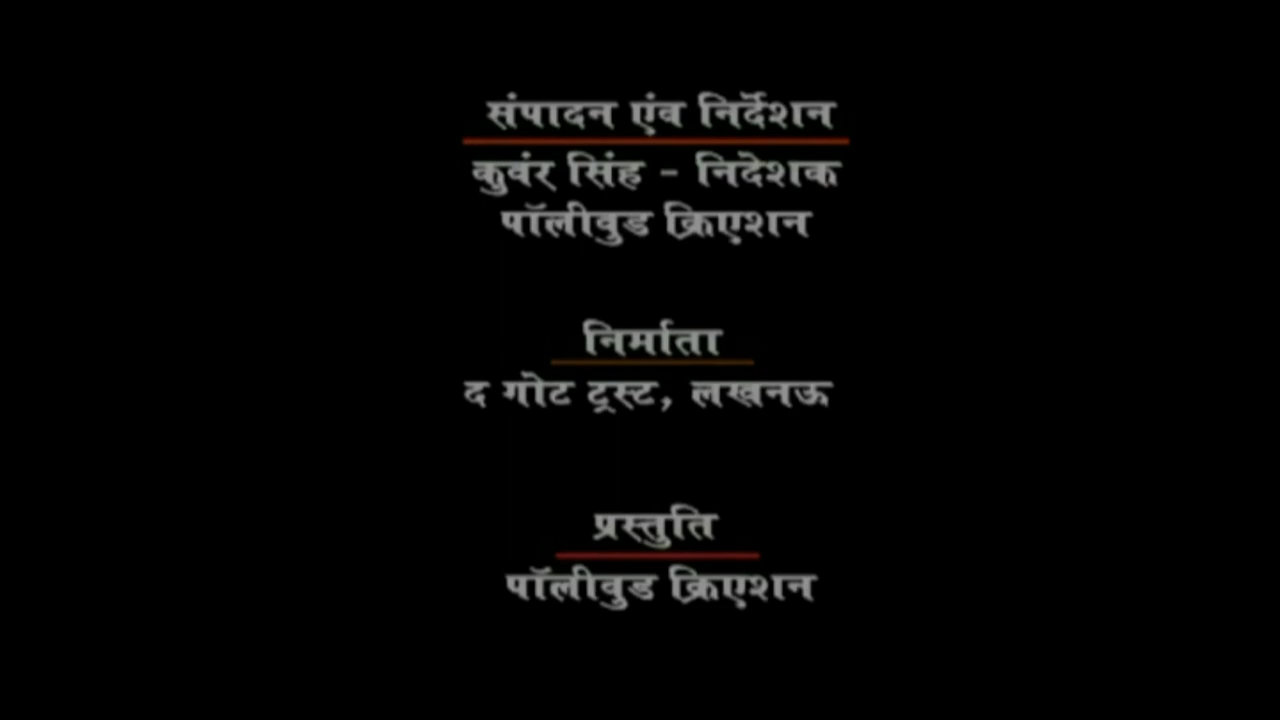 संपादन एंव निर्देशन
कुवंर सिंह - निदेशक
पॉलीवुड क्रिएशन
निर्माता
द गोट ट्रस्ट, लखनऊ
प्रस्तुति
पॉलीवुड क्रिएशन